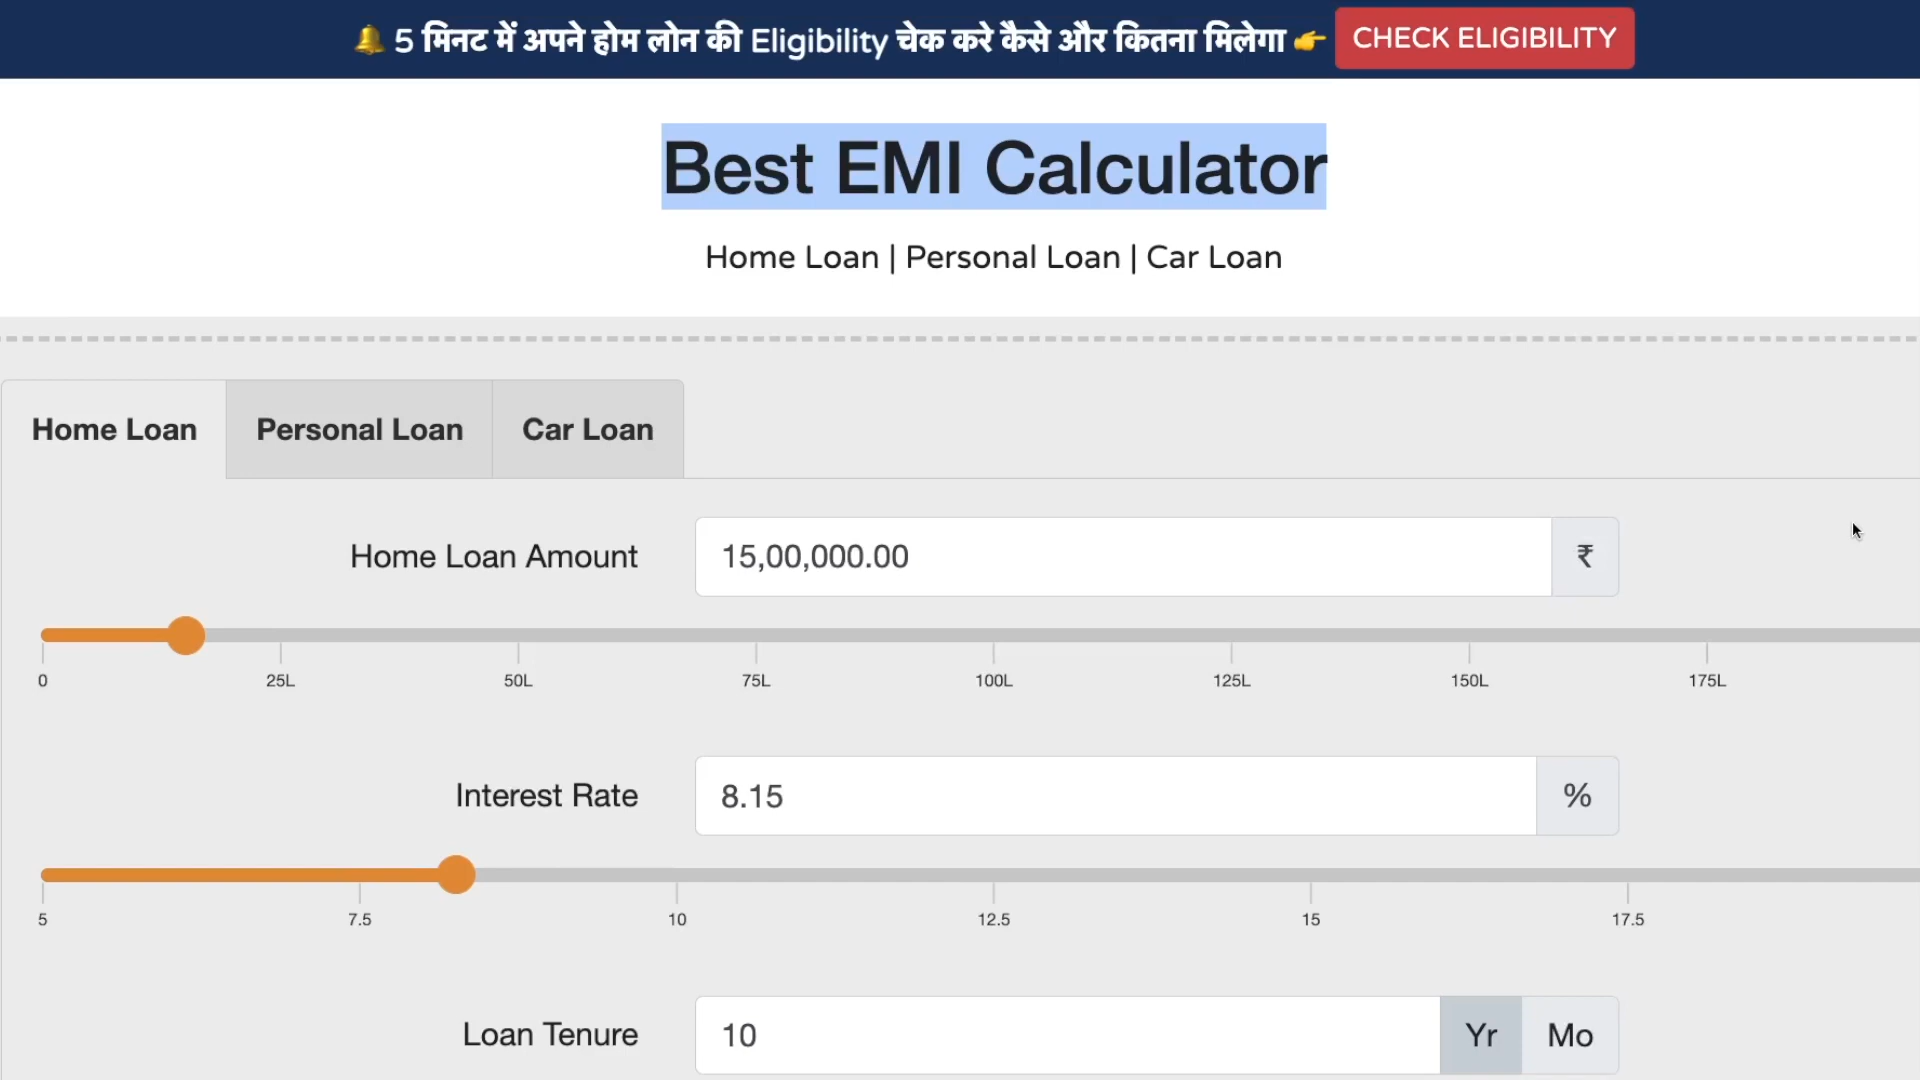 🔔 5 मिनट में अपने होम लोन की Eligibility चेक करे कैसे और कितना मिलेगा 👉 CHECK ELIGIBILITY
Best EMI Calculator
Home Loan | Personal Loan | Car Loan
Home Loan Personal Loan Car Loan
Home Loan Amount 15,00,000.00 ₹
0 25L 50L 75L 100L 125L 150L 175L
Interest Rate 8.15 %
5 7.5 10 12.5 15 17.5
Loan Tenure 10 Yr Mo